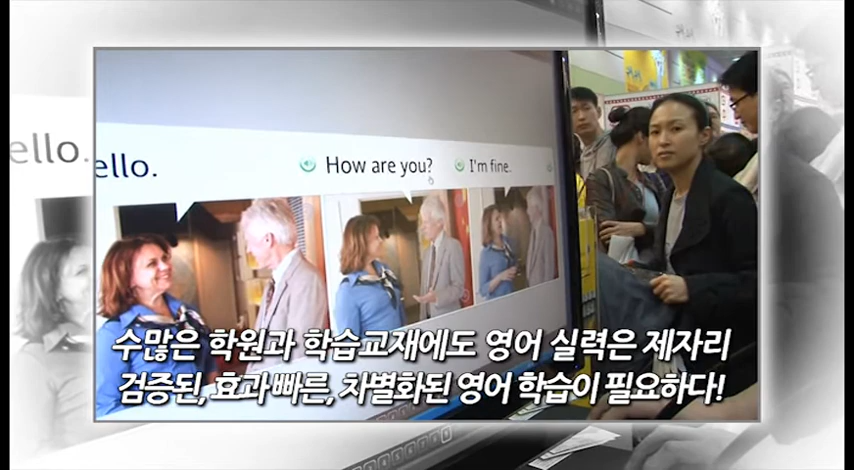 ello.
ello.
How are you?
I'm fine.
수많은 학원과 학습교재에도 영어 실력은 제자리
검증된, 효과 빠른, 차별화된 영어 학습이 필요하다!